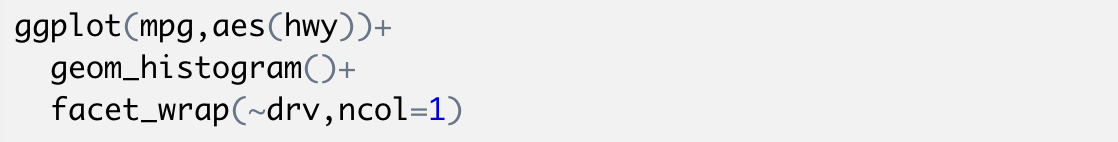 ggplot(mpg,aes(hwy))+
  geom_histogram()+
  facet_wrap(~drv,ncol=1)